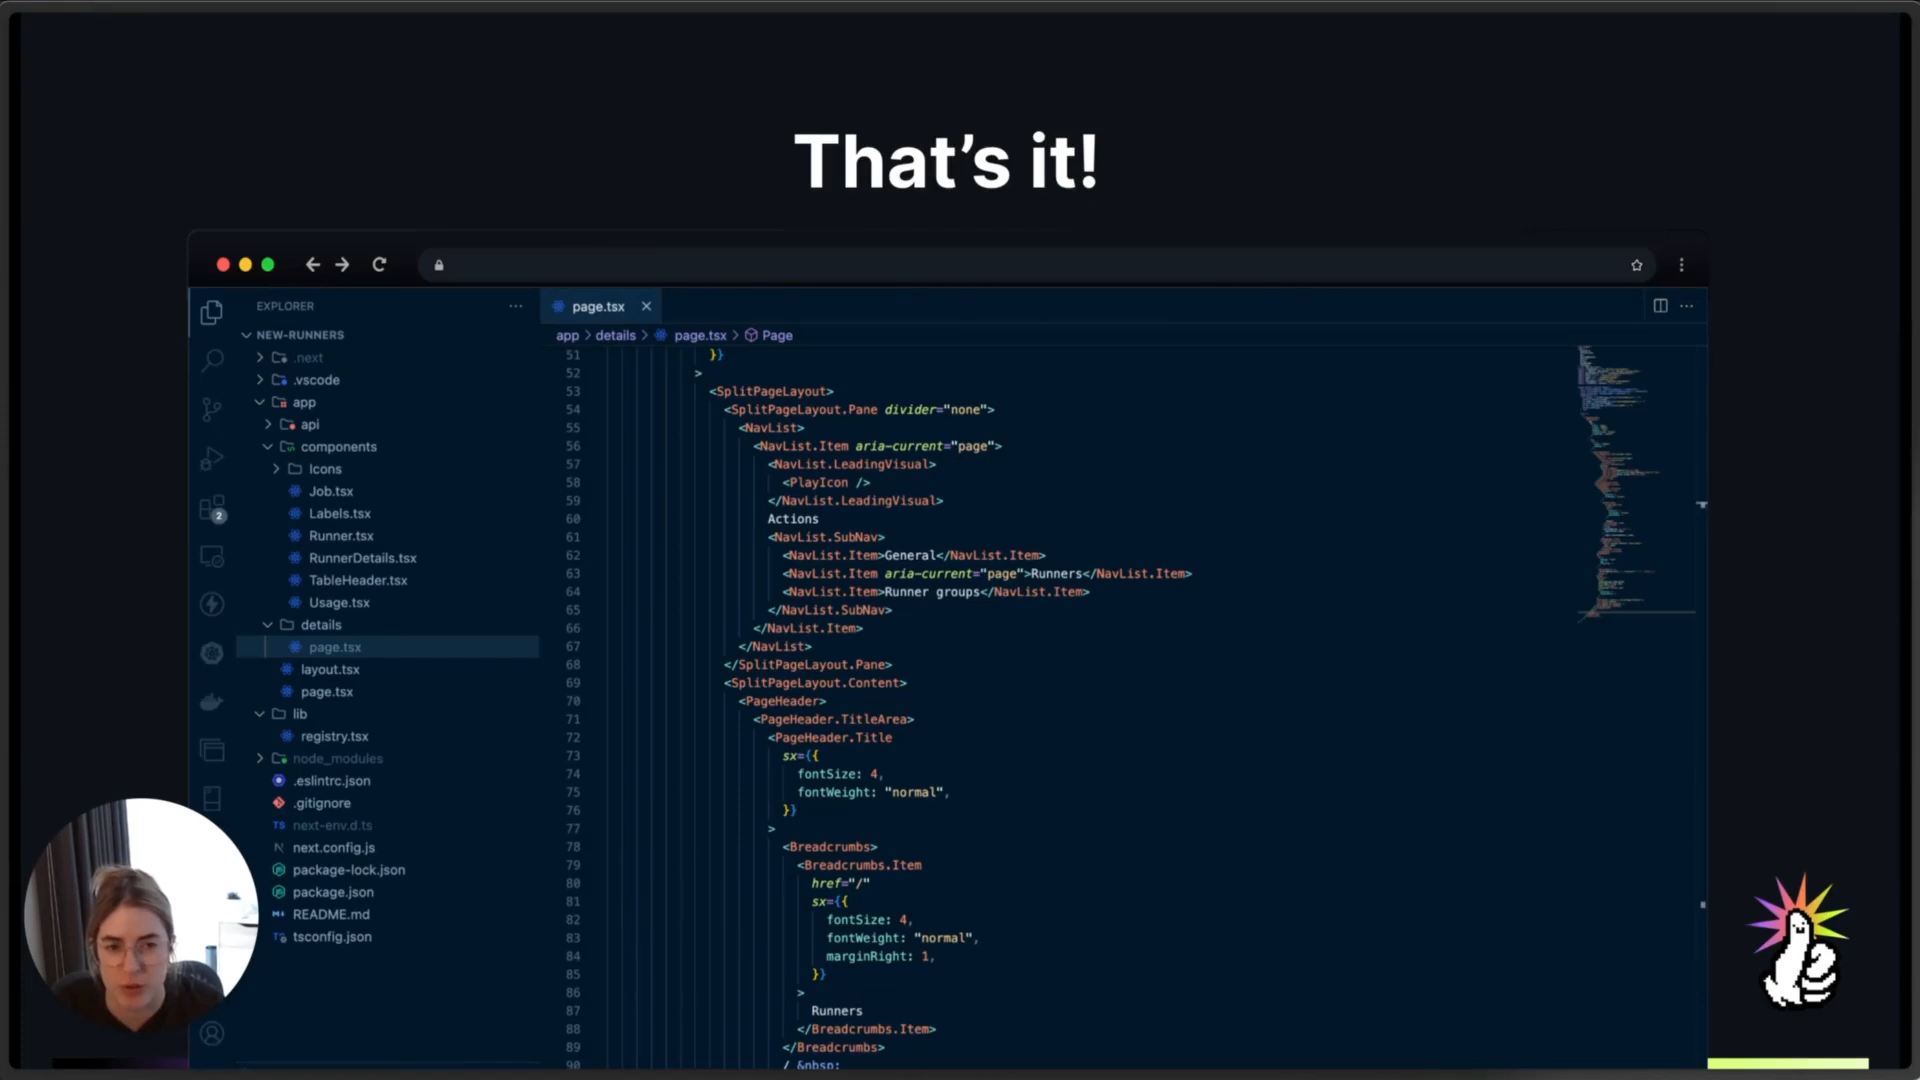 That’s it!
EXPLORER
NEW-RUNNERS
.next
.vscode
app
api
components
Icons
Job.tsx
Labels.tsx
Runner.tsx
RunnerDetails.tsx
TableHeader.tsx
Usage.tsx
details
page.tsx
layout.tsx
page.tsx
lib
registry.tsx
node_modules
.eslintrc.json
.gitignore
TS next-env.d.ts
N next.config.js
package-lock.json
package.json
README.md
tsconfig.json
2
page.tsx
app > details > page.tsx > Page
51 }}
52 >
53 <SplitPageLayout>
54 <SplitPageLayout.Pane divider="none">
55 <NavList>
56 <NavList.Item aria-current="page">
57 <NavList.LeadingVisual>
58 <PlayIcon />
59 </NavList.LeadingVisual>
60 Actions
61 <NavList.SubNav>
62 <NavList.Item>General</NavList.Item>
63 <NavList.Item aria-current="page">Runners</NavList.Item>
64 <NavList.Item>Runner groups</NavList.Item>
65 </NavList.SubNav>
66 </NavList.Item>
67 </NavList>
68 </SplitPageLayout.Pane>
69 <SplitPageLayout.Content>
70 <PageHeader>
71 <PageHeader.TitleArea>
72 <PageHeader.Title
73 sx={{
74 fontSize: 4,
75 fontWeight: "normal",
76 }}
77 >
78 <Breadcrumbs>
79 <Breadcrumbs.Item
80 href="/"
81 sx={{
82 fontSize: 4,
83 fontWeight: "normal",
84 marginRight: 1,
85 }}
86 >
87 Runners
88 </Breadcrumbs.Item>
89 </Breadcrumbs>
90 / &nbsp;